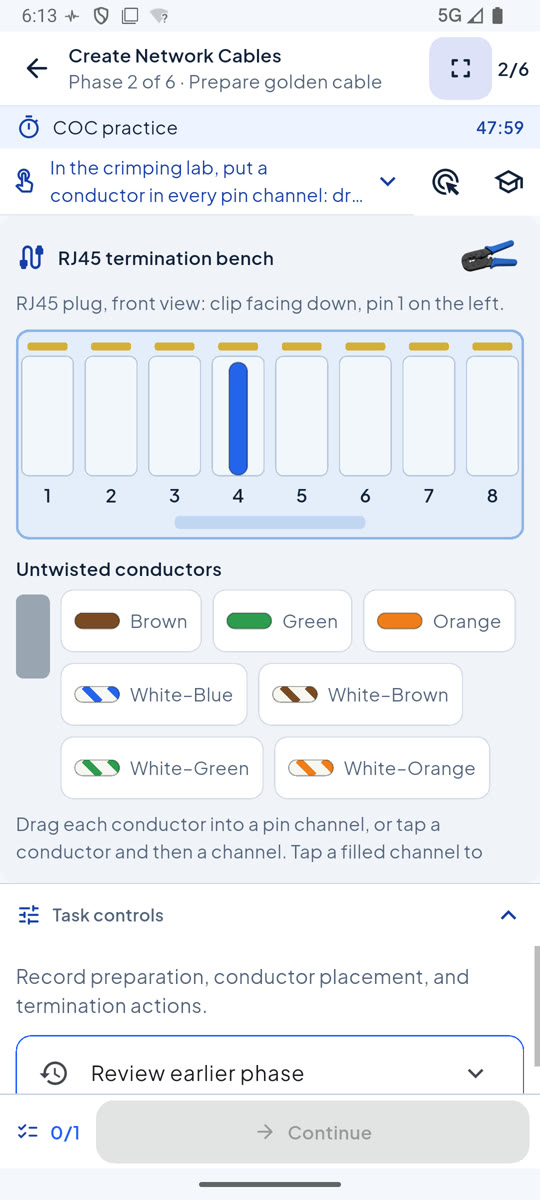 6:13
5G
Create Network Cables
Phase 2 of 6 · Prepare golden cable
2/6
COC practice
47:59
In the crimping lab, put a
conductor in every pin channel: dr...
RJ45 termination bench
RJ45 plug, front view: clip facing down, pin 1 on the left.
1 2 3 4 5 6 7 8
Untwisted conductors
Brown Green Orange
White-Blue White-Brown
White-Green White-Orange
Drag each conductor into a pin channel, or tap a
conductor and then a channel. Tap a filled channel to
Task controls
Record preparation, conductor placement, and
termination actions.
Review earlier phase
0/1
Continue